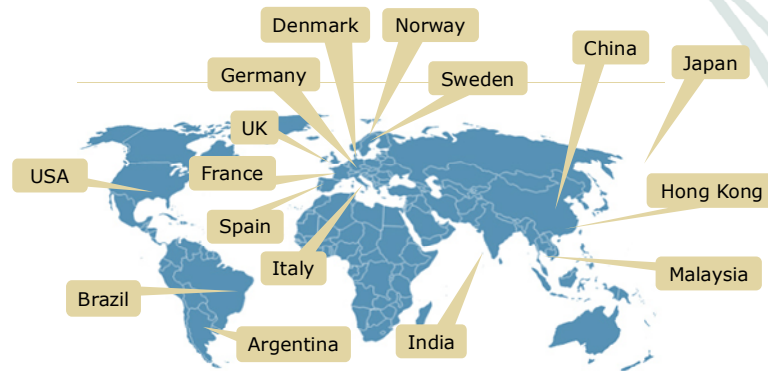 Denmark
Norway
China
Japan
Germany
Sweden
UK
USA
France
Hong Kong
Spain
Italy
Malaysia
Brazil
Argentina
India